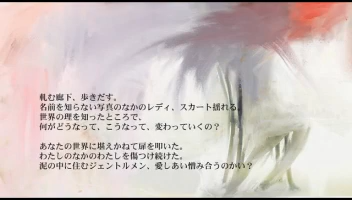 軋む廊下、歩きだす。
名前を知らない写真のなかのレディ、スカート揺れる、
世界の理を知ったところで、
何がどうなって、こうなって、変わっていくの？
あなたの世界に堪えかねて扉を叩いた。
わたしのなかのわたしを傷つけ続けた。
泥の中に住むジェントルメン、愛しあい憎み合うのかい？